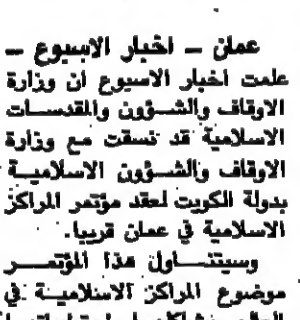 عمان – اخبار الاسبوع –
علمت اخبار الاسبوع ان وزارة
الاوقاف والشؤون والمقدسات
الاسلامية قد نسقت مع وزارة
الاوقاف والشؤون الاسلامية
بدولة الكويت لعقد مؤتمر المراكز
الاسلامية في عمان قريبا.
وسيتناول هذا المؤتمر
موضوع المراكز الاسلامية في